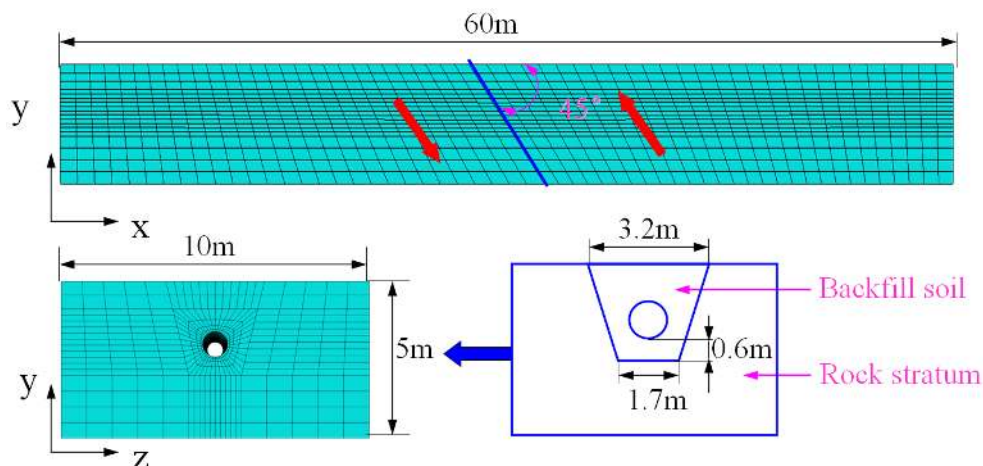 60m
y
45°
x
10m
3.2m
Backfill soil
5m
0.6m
Rock stratum
y
1.7m
z